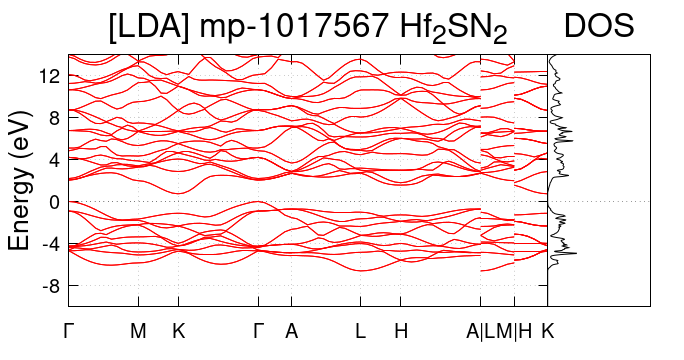 [LDA] mp-1017567 Hf2SN2 DOS
Energy (eV)
12
8
4
0
-4
-8
Γ M K Γ A L H A|LM|H K